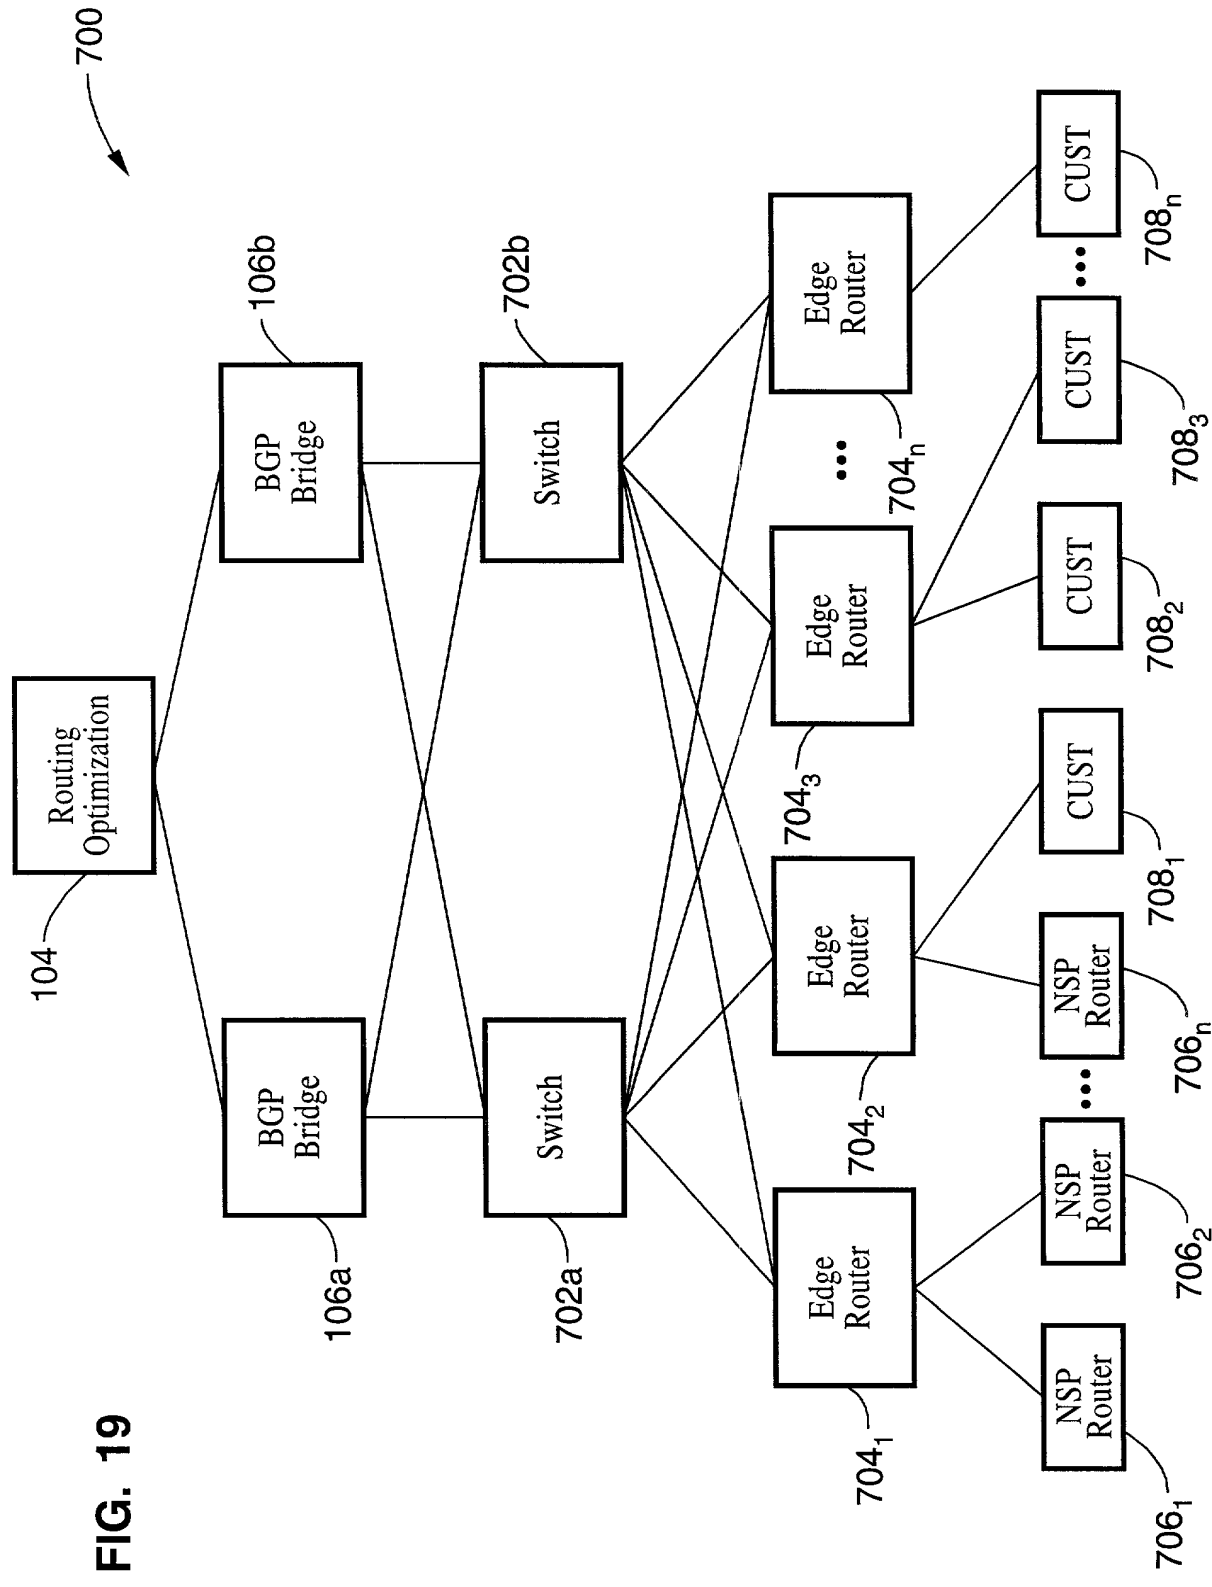 FIG. 19
700
104
Routing
Optimization
106a
BGP
Bridge
106b
BGP
Bridge
702a
Switch
702b
Switch
704₁
Edge
Router
704₂
Edge
Router
704₃
Edge
Router
•••
704ₙ
Edge
Router
706₁
NSP
Router
706₂
NSP
Router
•••
706ₙ
NSP
Router
708₁
CUST
708₂
CUST
708₃
CUST
•••
708ₙ
CUST